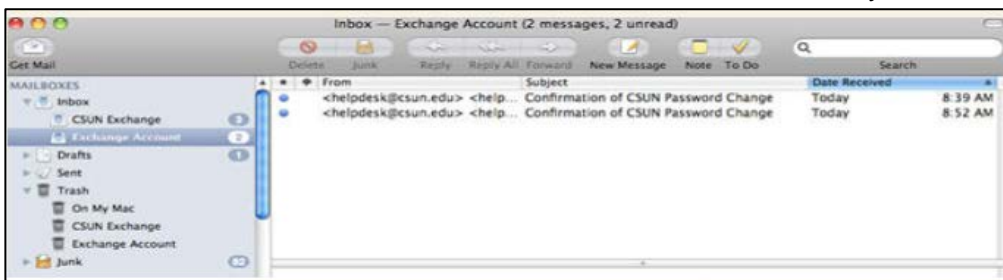 Inbox — Exchange Account (2 messages, 2 unread)
Get Mail Delete Junk Reply Reply All Forward New Message Note To Do Search
MAILBOXES From Subject Date Received
Inbox
<helpdesk@csun.edu> <help... Confirmation of CSUN Password Change Today 8:39 AM
CSUN Exchange
<helpdesk@csun.edu> <help... Confirmation of CSUN Password Change Today 8:52 AM
Exchange Account 2
Drafts 1
Sent
Trash
On My Mac
CSUN Exchange
Exchange Account
Junk